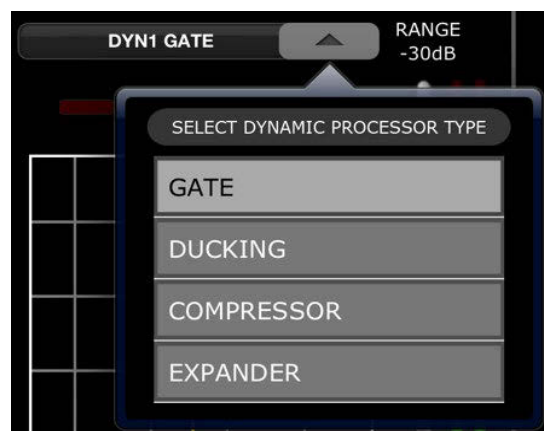 DYN1 GATE
RANGE
-30dB
SELECT DYNAMIC PROCESSOR TYPE
GATE
DUCKING
COMPRESSOR
EXPANDER